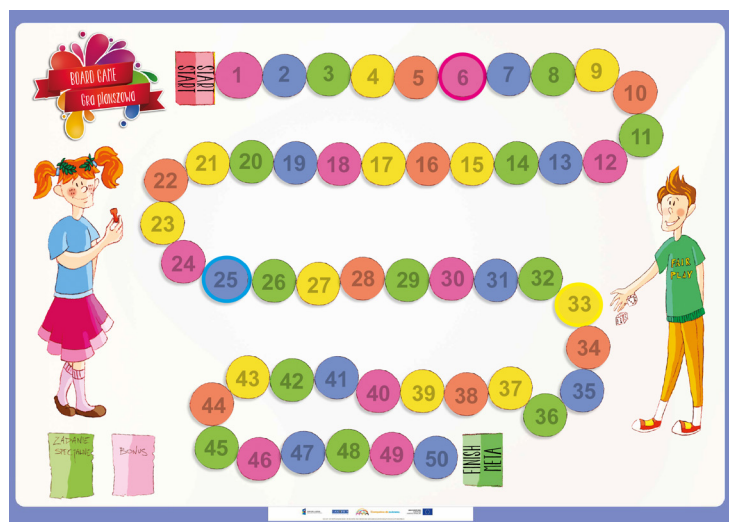 BOARD GAME
Gra planszowa
START
START
1 2 3 4 5 6 7 8 9
10
11
12 13 14 15 16 17 18 19 20 21
22
23
24 25 26 27 28 29 30 31 32
33
34
35
36 37 38 39 40 41 42 43
44
45 46 47 48 49 50
FINISH
META
FAIR
PLAY
ZADANIE
SPECJALNE
BONUS